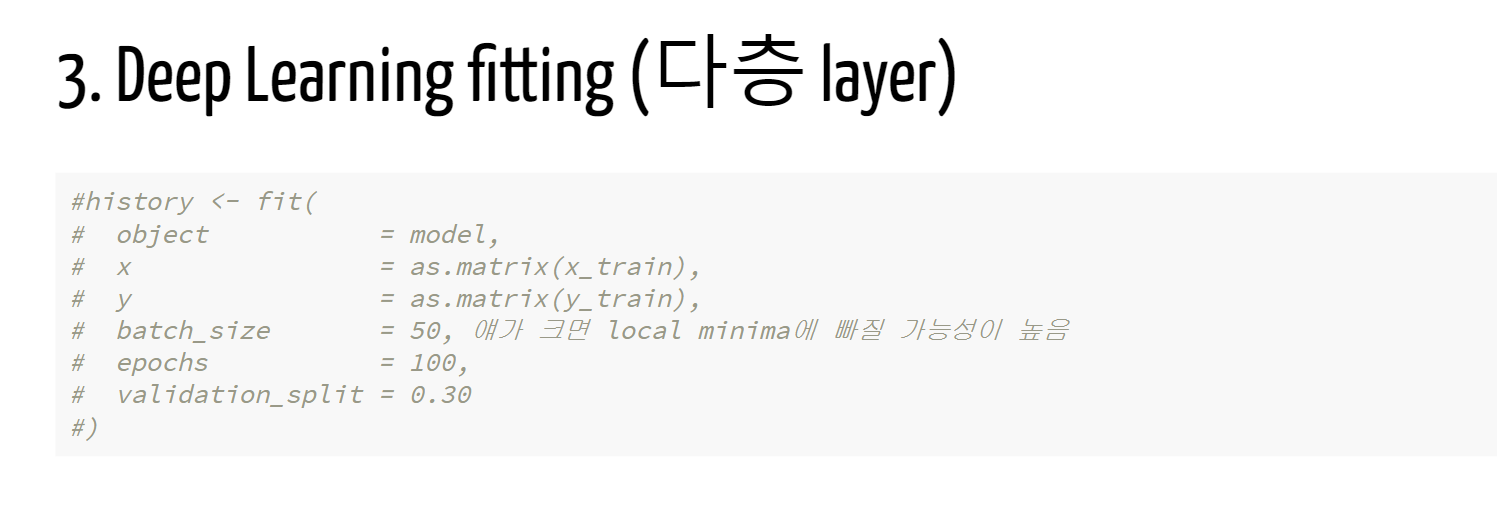 3. Deep Learning fitting (다층 layer)
#history <- fit(
#  object           = model,
#  x                = as.matrix(x_train),
#  y                = as.matrix(y_train),
#  batch_size       = 50, 얘가 크면 local minima에 빠질 가능성이 높음
#  epochs           = 100,
#  validation_split = 0.30
#)